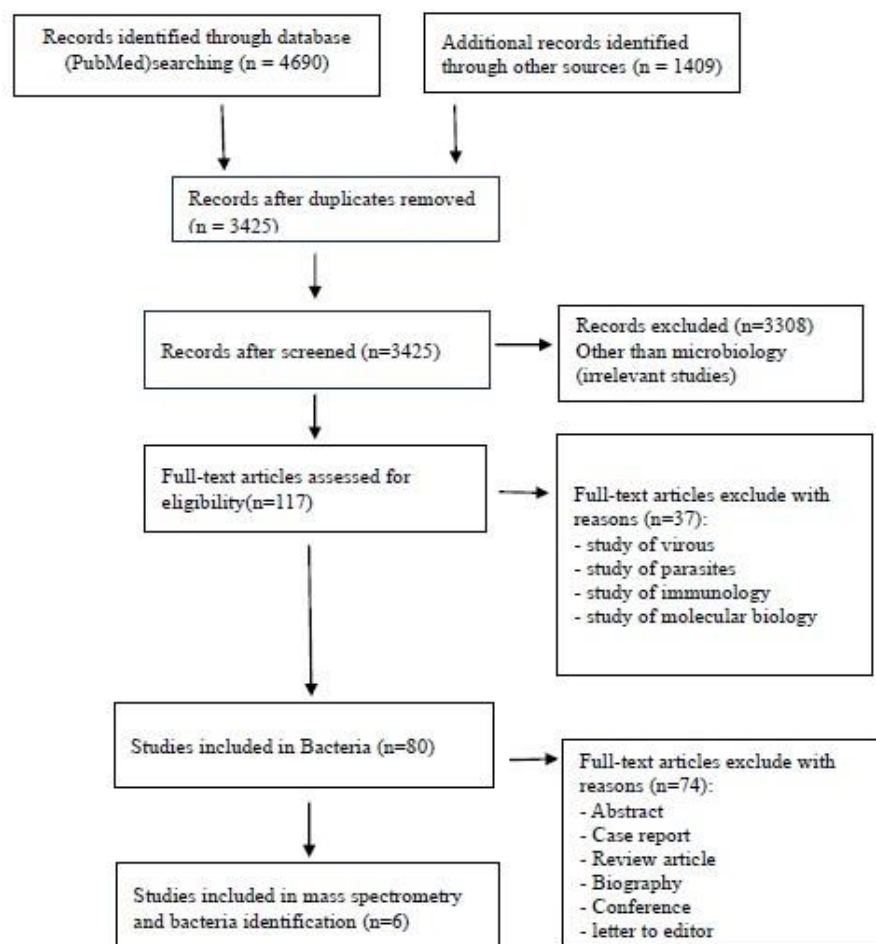 Records identified through database
(PubMed)searching (n = 4690)
Additional records identified
through other sources (n = 1409)
Records after duplicates removed
(n = 3425)
Records after screened (n=3425)
Records excluded (n=3308)
Other than microbiology
(irrelevant studies)
Full-text articles assessed for
eligibility(n=117)
Full-text articles exclude with
reasons (n=37):
- study of virous
- study of parasites
- study of immunology
- study of molecular biology
Studies included in Bacteria (n=80)
Full-text articles exclude with
reasons (n=74):
- Abstract
- Case report
- Review article
- Biography
- Conference
- letter to editor
Studies included in mass spectrometry
and bacteria identification (n=6)